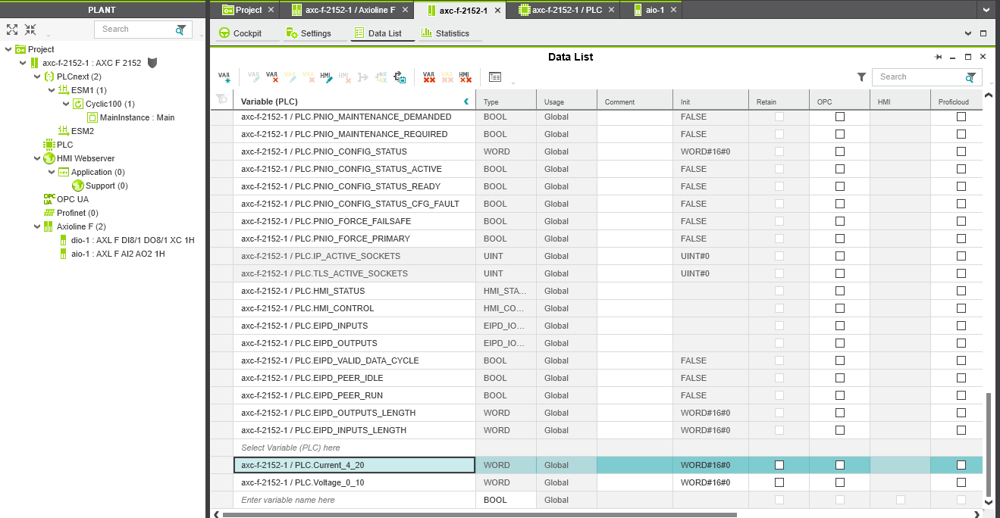 PLANT
Search
Project
axc-f-2152-1 : AXC F 2152
PLCnext (2)
ESM1 (1)
Cyclic100 (1)
MainInstance : Main
ESM2
PLC
HMI Webserver
Application (0)
Support (0)
OPC UA OPC UA
Profinet (0)
Axioline F (2)
dio-1 : AXL F DI8/1 DO8/1 XC 1H
aio-1 : AXL F AI2 AO2 1H
Project axc-f-2152-1 / Axioline F axc-f-2152-1 axc-f-2152-1 / PLC aio-1
Cockpit Settings Data List Statistics
Data List
VAR VAR VAR VAR VAR HMI HMI VAR VAR HMI Search
Variable (PLC) Type Usage Comment Init Retain OPC HMI Proficloud
axc-f-2152-1 / PLC.PNIO_MAINTENANCE_DEMANDED BOOL Global FALSE
axc-f-2152-1 / PLC.PNIO_MAINTENANCE_REQUIRED BOOL Global FALSE
axc-f-2152-1 / PLC.PNIO_CONFIG_STATUS WORD Global WORD#16#0
axc-f-2152-1 / PLC.PNIO_CONFIG_STATUS_ACTIVE BOOL Global FALSE
axc-f-2152-1 / PLC.PNIO_CONFIG_STATUS_READY BOOL Global FALSE
axc-f-2152-1 / PLC.PNIO_CONFIG_STATUS_CFG_FAULT BOOL Global FALSE
axc-f-2152-1 / PLC.PNIO_FORCE_FAILSAFE BOOL Global FALSE
axc-f-2152-1 / PLC.PNIO_FORCE_PRIMARY BOOL Global FALSE
axc-f-2152-1 / PLC.IP_ACTIVE_SOCKETS UINT Global UINT#0
axc-f-2152-1 / PLC.TLS_ACTIVE_SOCKETS UINT Global UINT#0
axc-f-2152-1 / PLC.HMI_STATUS HMI_STA... Global
axc-f-2152-1 / PLC.HMI_CONTROL HMI_CO... Global
axc-f-2152-1 / PLC.EIPD_INPUTS EIPD_IO... Global
axc-f-2152-1 / PLC.EIPD_OUTPUTS EIPD_IO... Global
axc-f-2152-1 / PLC.EIPD_VALID_DATA_CYCLE BOOL Global FALSE
axc-f-2152-1 / PLC.EIPD_PEER_IDLE BOOL Global FALSE
axc-f-2152-1 / PLC.EIPD_PEER_RUN BOOL Global FALSE
axc-f-2152-1 / PLC.EIPD_OUTPUTS_LENGTH WORD Global WORD#16#0
axc-f-2152-1 / PLC.EIPD_INPUTS_LENGTH WORD Global WORD#16#0
Select Variable (PLC) here
axc-f-2152-1 / PLC.Current_4_20 WORD Global WORD#16#0
axc-f-2152-1 / PLC.Voltage_0_10 WORD Global WORD#16#0
Enter variable name here BOOL Global